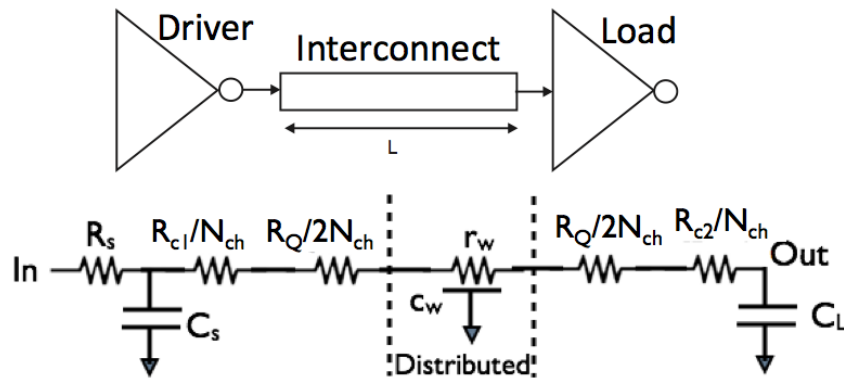 Driver
Interconnect
Load
L
Rs Rc1/Nch RQ/2Nch rw RQ/2Nch Rc2/Nch
In Out
Cs cw CL
Distributed